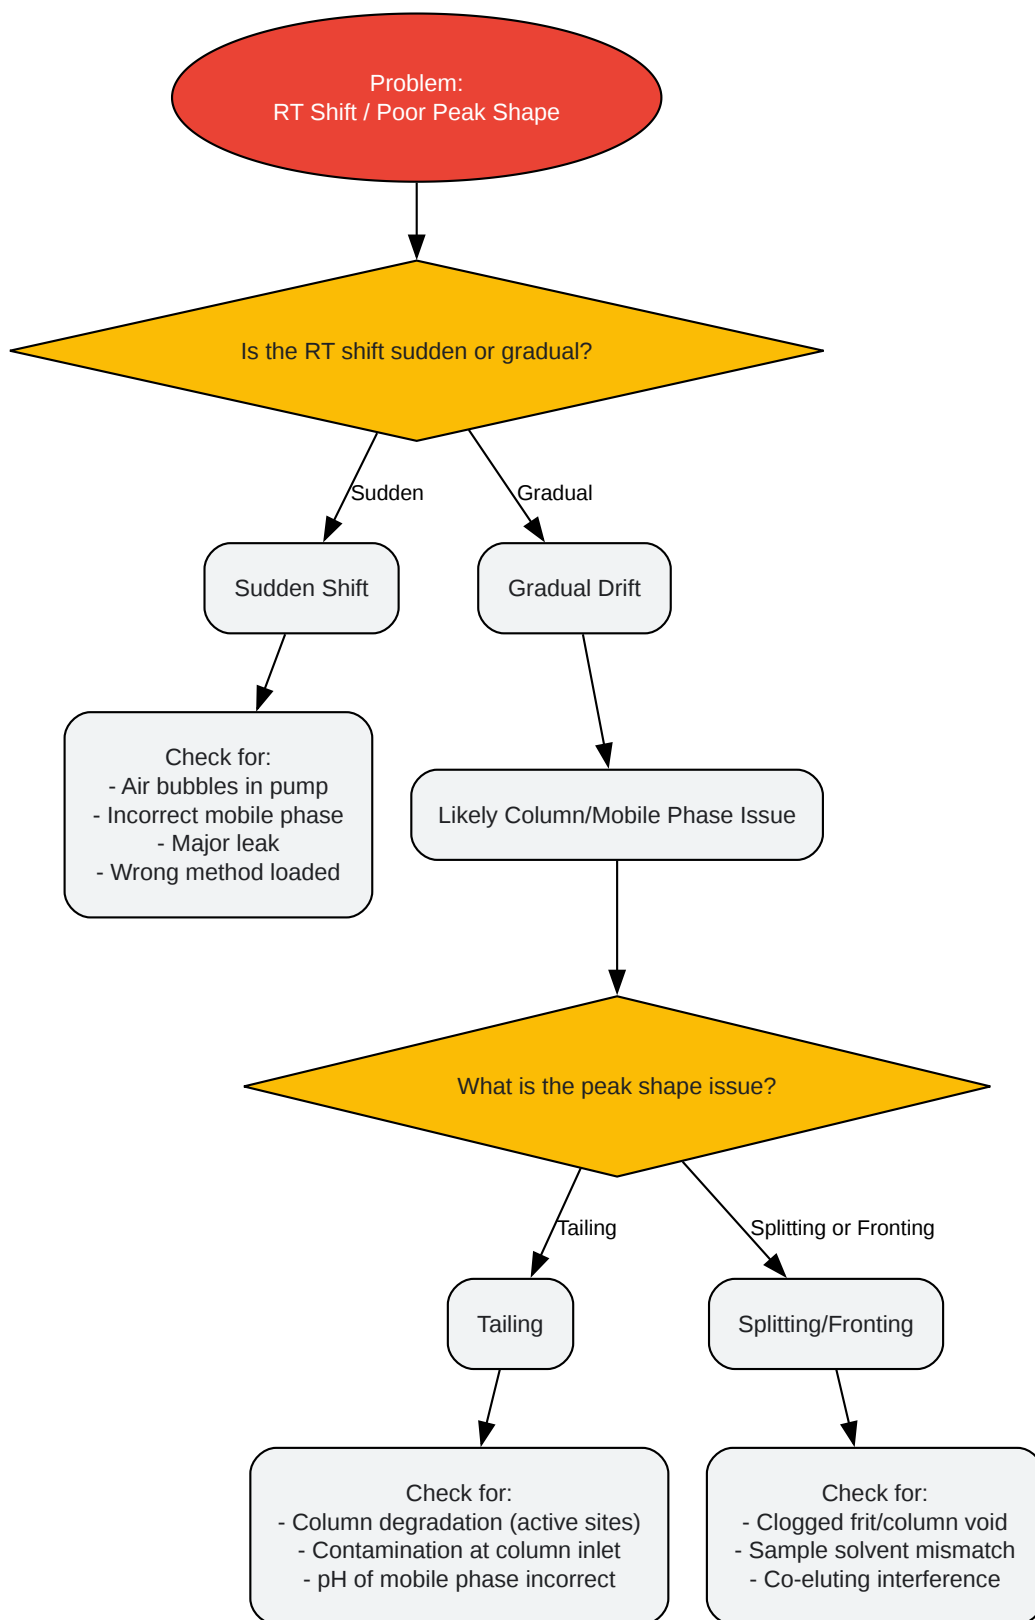 Problem:
RT Shift / Poor Peak Shape
Is the RT shift sudden or gradual?
Sudden
Gradual
Sudden Shift
Gradual Drift
Check for:
- Air bubbles in pump
- Incorrect mobile phase
- Major leak
- Wrong method loaded
Likely Column/Mobile Phase Issue
What is the peak shape issue?
Tailing
Splitting or Fronting
Tailing
Splitting/Fronting
Check for:
- Column degradation (active sites)
- Contamination at column inlet
- pH of mobile phase incorrect
Check for:
- Clogged frit/column void
- Sample solvent mismatch
- Co-eluting interference